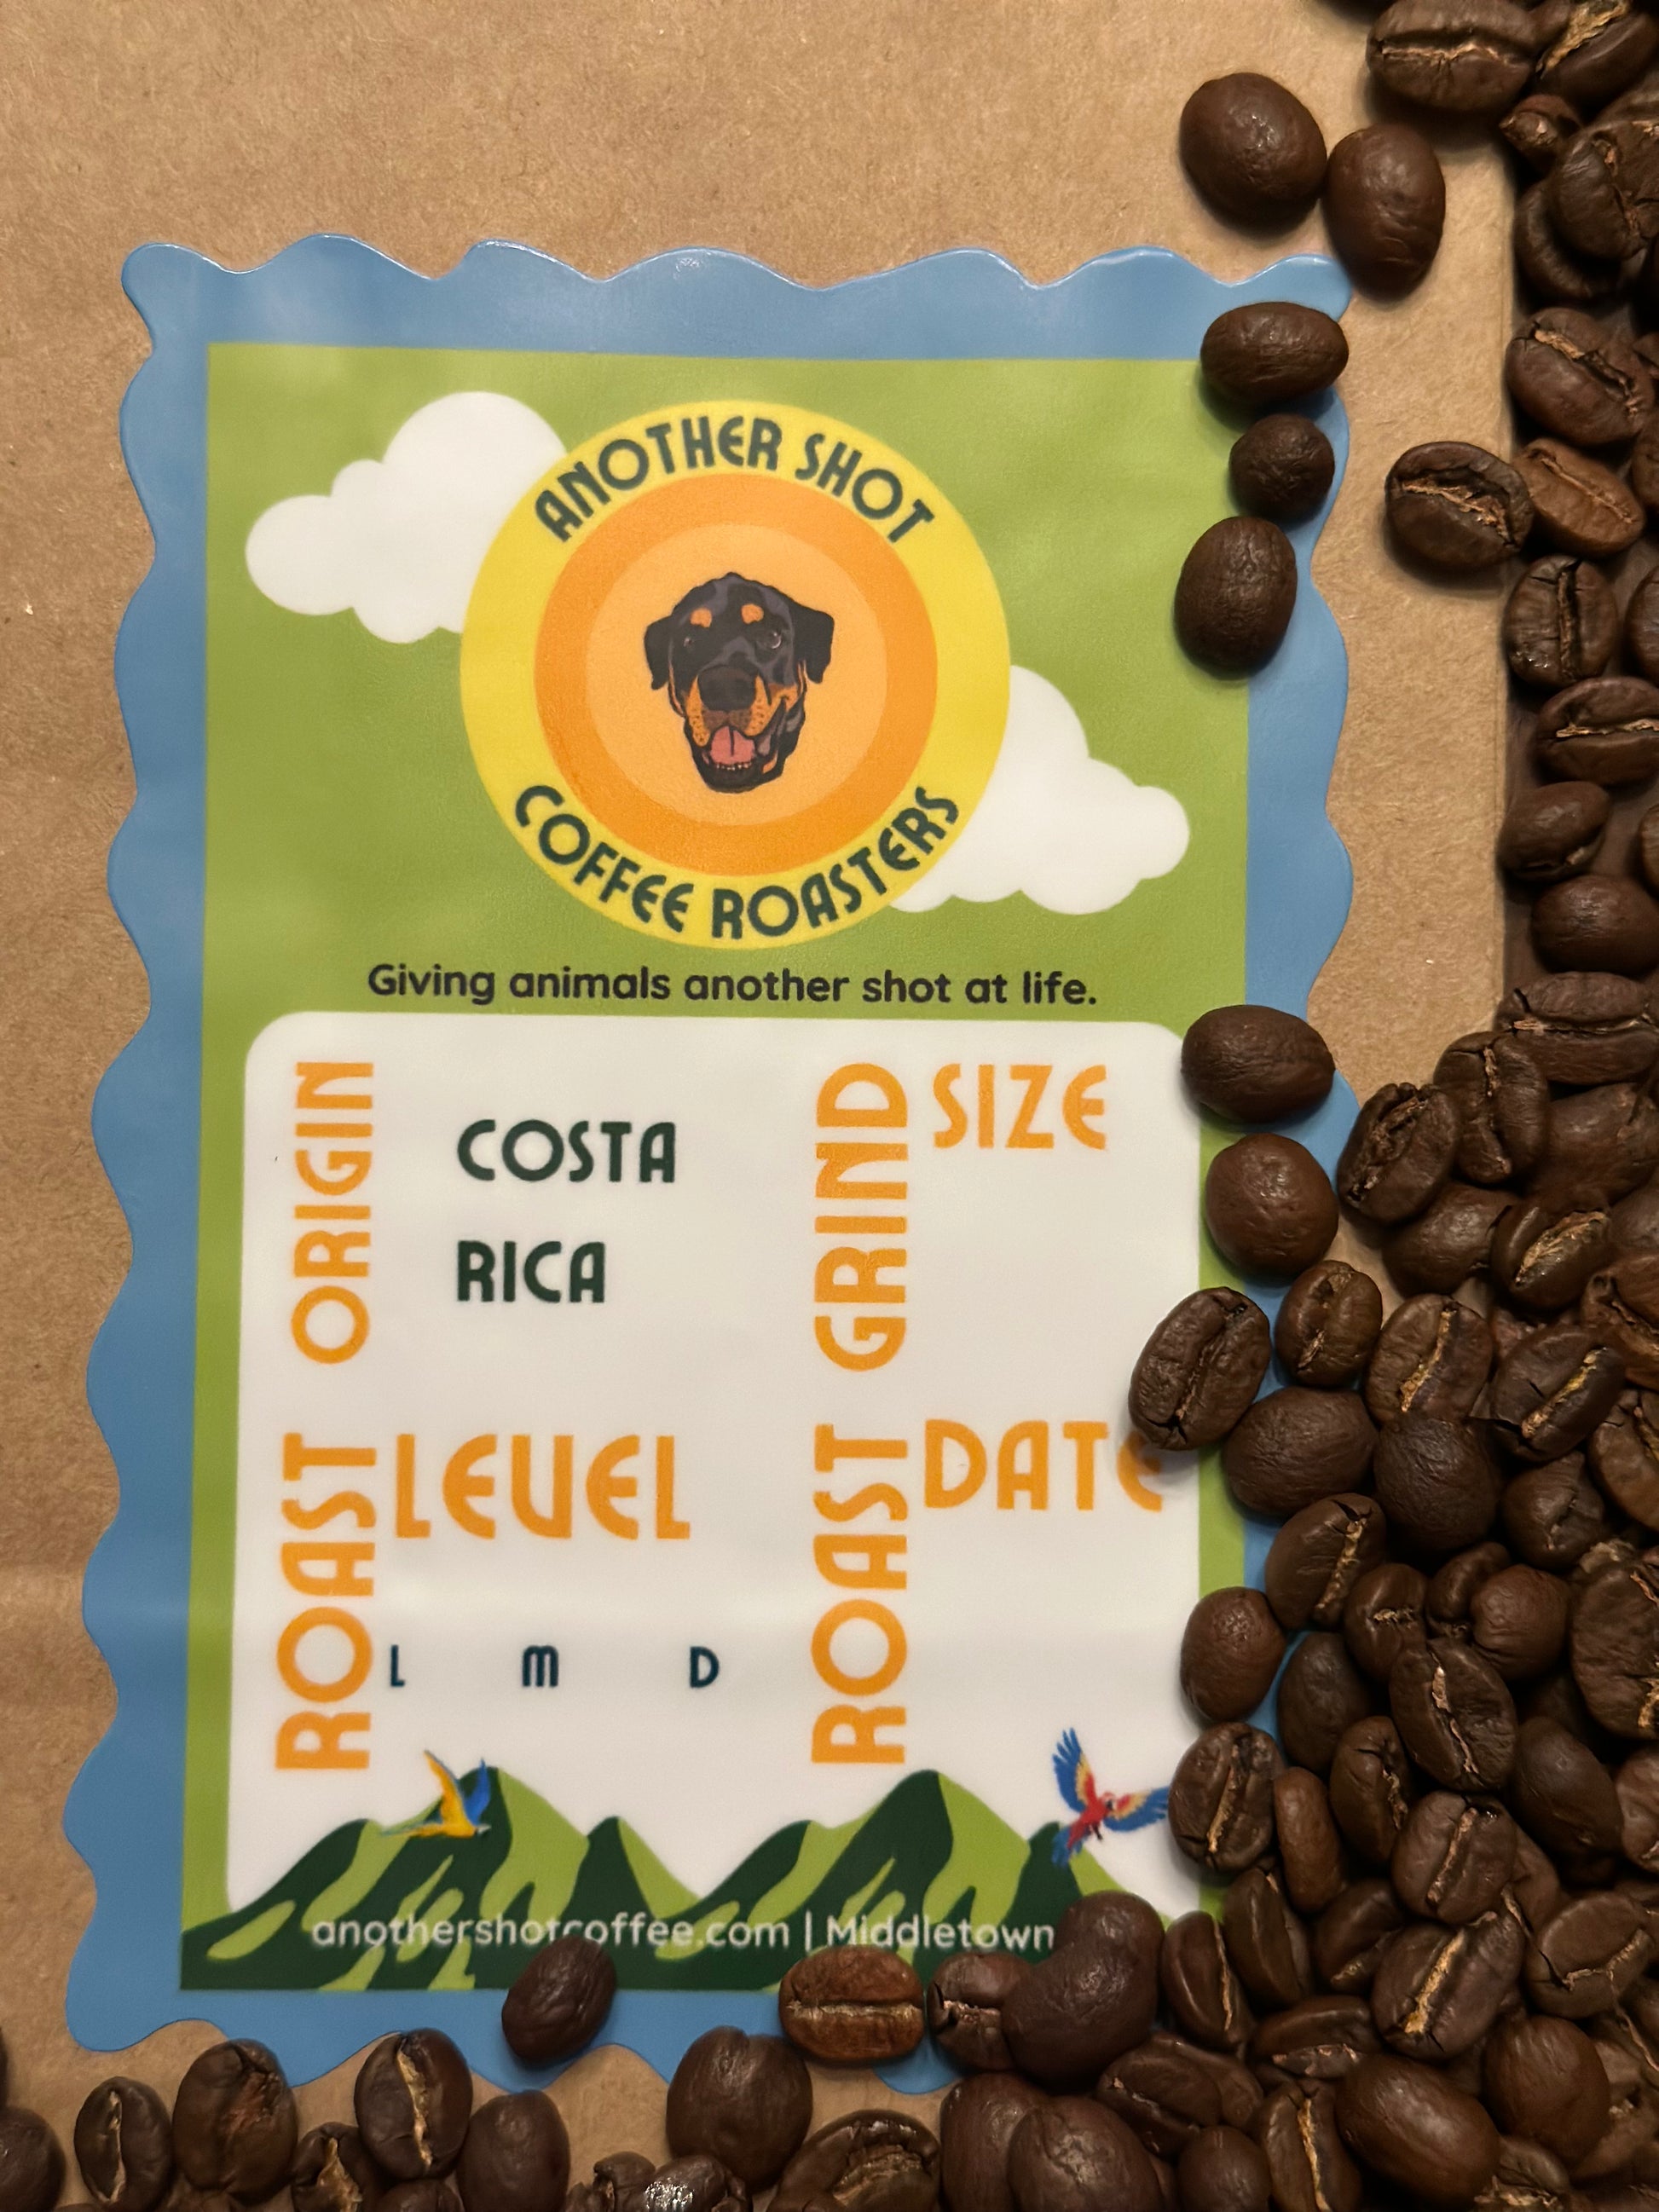 ANOTHER SHOT
COFFEE ROASTERS
Giving animals another shot at life.
ORIGIN
COSTA
RICA
GRIND SIZE
ROAST LEVEL
L M D
ROAST DATE
anothershotcoffee.com | Middletown